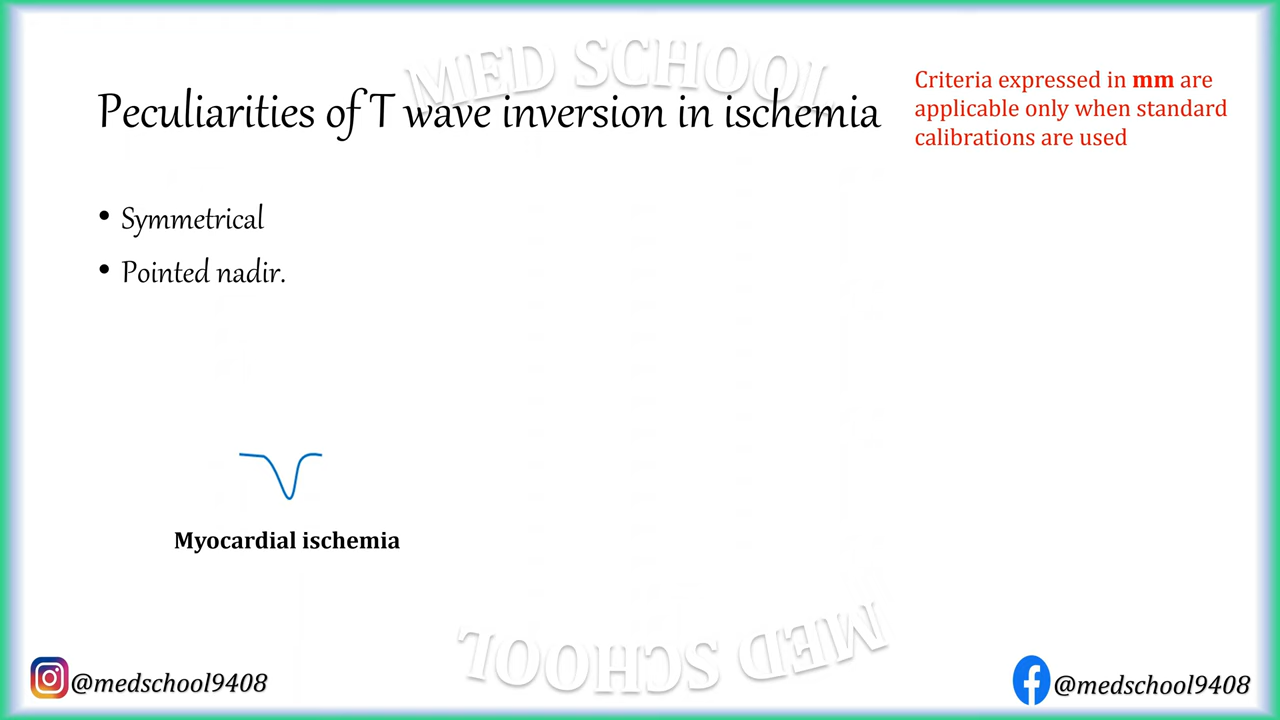 MED SCHOOL
Peculiarities of T wave inversion in ischemia
Criteria expressed in mm are
applicable only when standard
calibrations are used
• Symmetrical
• Pointed nadir.
Myocardial ischemia
MED SCHOOL
@medschool9408
@medschool9408